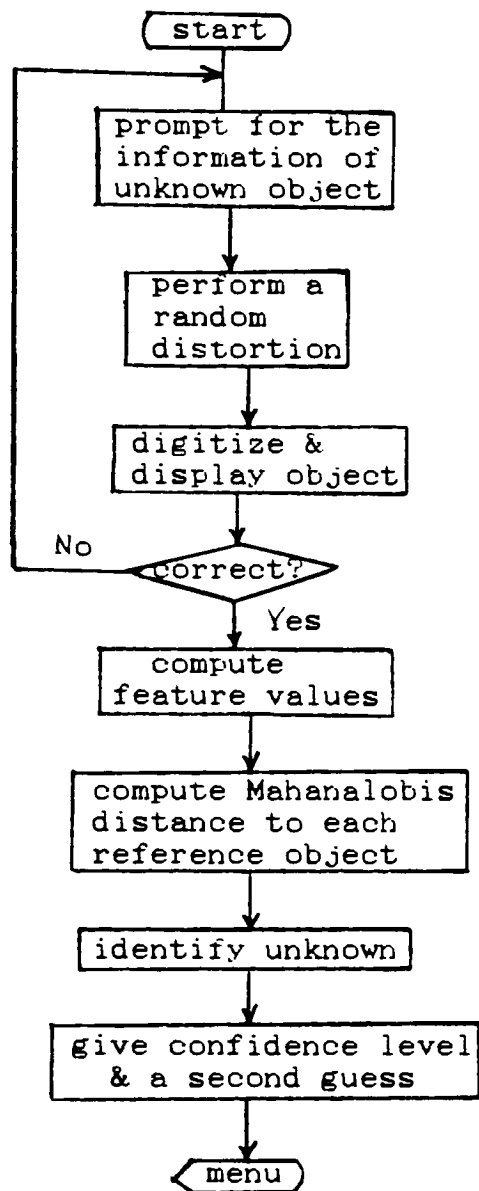 start
prompt for the
information of
unknown object
perform a
random
distortion
digitize &
display object
No
correct?
Yes
compute
feature values
compute Mahanalobis
distance to each
reference object
identify unknown
give confidence level
& a second guess
menu